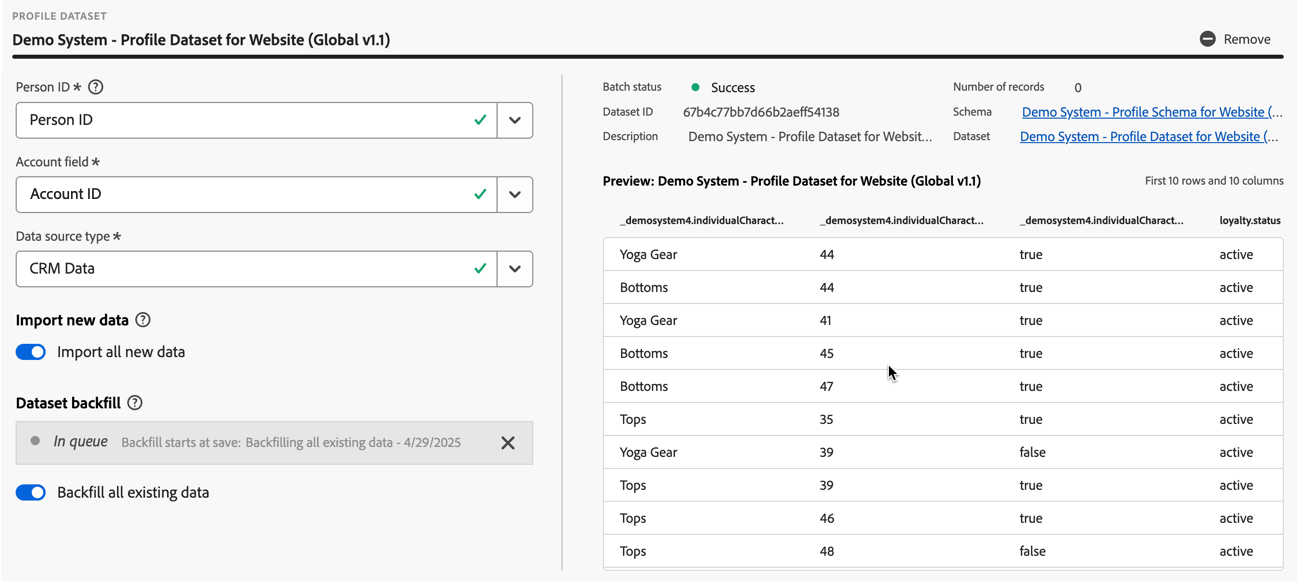 PROFILE DATASET
Demo System - Profile Dataset for Website (Global v1.1)
Remove
Person ID *
Person ID
Account field *
Account ID
Data source type *
CRM Data
Import new data
Import all new data
Dataset backfill
In queue Backfill starts at save: Backfilling all existing data - 4/29/2025
Backfill all existing data
Batch status Success Number of records 0
Dataset ID 67b4c77bb7d66b2aeff54138 Schema Demo System - Profile Schema for Website (...
Description Demo System - Profile Dataset for Websit... Dataset Demo System - Profile Dataset for Website (...
Preview: Demo System - Profile Dataset for Website (Global v1.1) First 10 rows and 10 columns
_demosystem4.individualCharact... _demosystem4.individualCharact... _demosystem4.individualCharact... loyalty.status
Yoga Gear 44 true active
Bottoms 44 true active
Yoga Gear 41 true active
Bottoms 45 true active
Bottoms 47 true active
Tops 35 true active
Yoga Gear 39 false active
Tops 39 true active
Tops 46 true active
Tops 48 false active